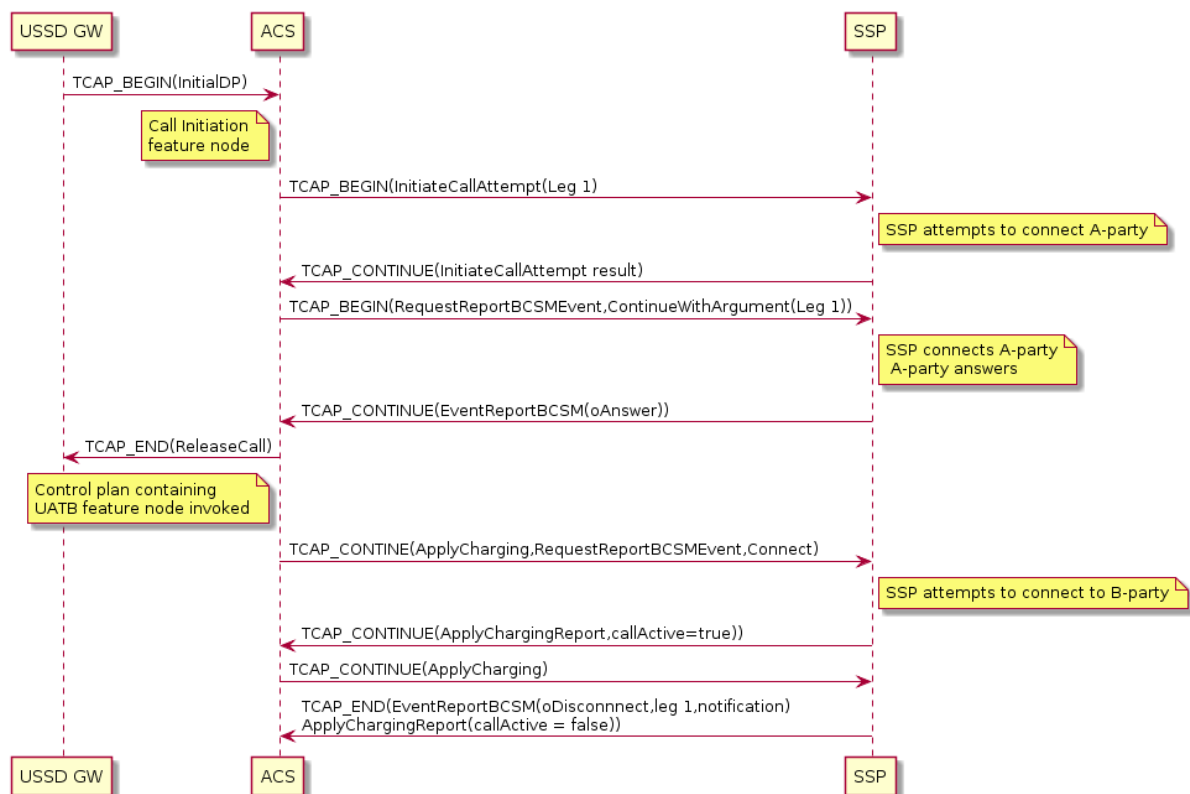 USSD GW
ACS
SSP
TCAP_BEGIN(InitialDP)
Call Initiation
feature node
TCAP_BEGIN(InitiateCallAttempt(Leg 1)
SSP attempts to connect A-party
TCAP_CONTINUE(InitiateCallAttempt result)
TCAP_BEGIN(RequestReportBCSMEvent,ContinueWithArgument(Leg 1))
SSP connects A-party
A-party answers
TCAP_CONTINUE(EventReportBCSM(oAnswer))
TCAP_END(ReleaseCall)
Control plan containing
UATB feature node invoked
TCAP_CONTINE(ApplyCharging,RequestReportBCSMEvent,Connect)
SSP attempts to connect to B-party
TCAP_CONTINUE(ApplyChargingReport,callActive=true))
TCAP_CONTINUE(ApplyCharging)
TCAP_END(EventReportBCSM(oDisconnnect,leg 1,notification)
ApplyChargingReport(callActive = false))
USSD GW
ACS
SSP